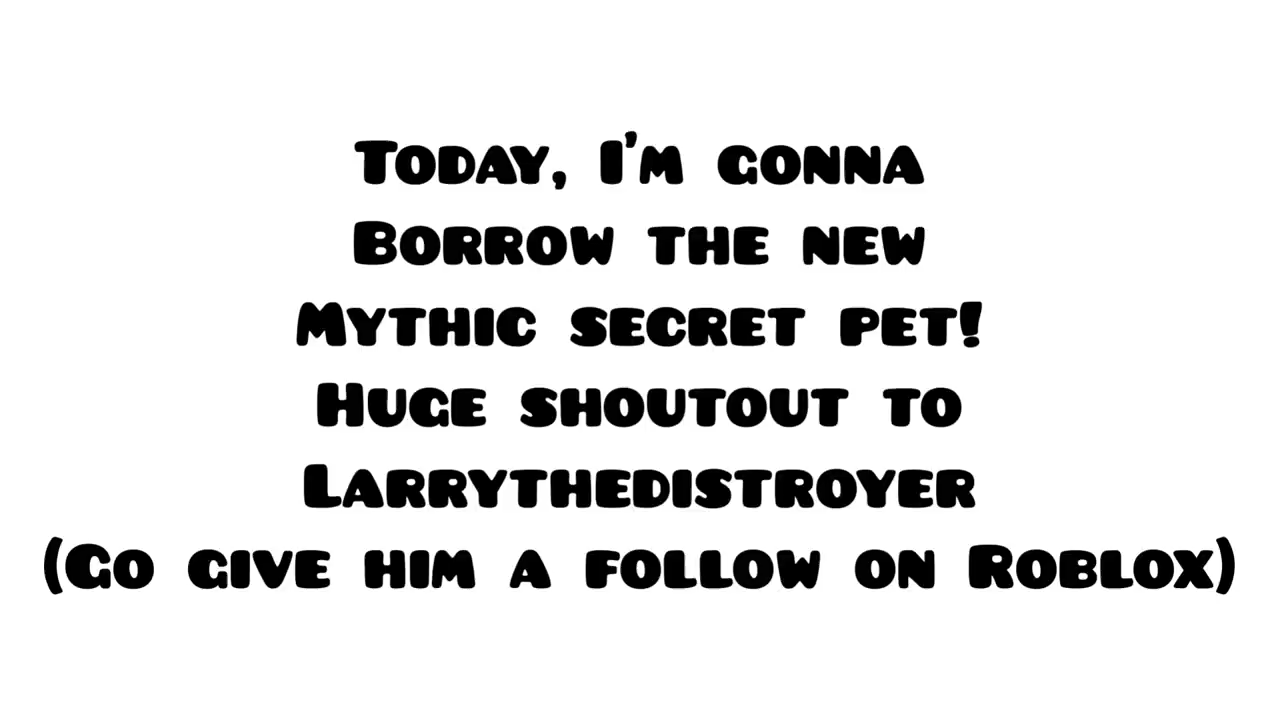 Today, I'm gonna
Borrow the new
Mythic secret pet!
Huge shoutout to
Larrythedistroyer
(Go give him a follow on Roblox)